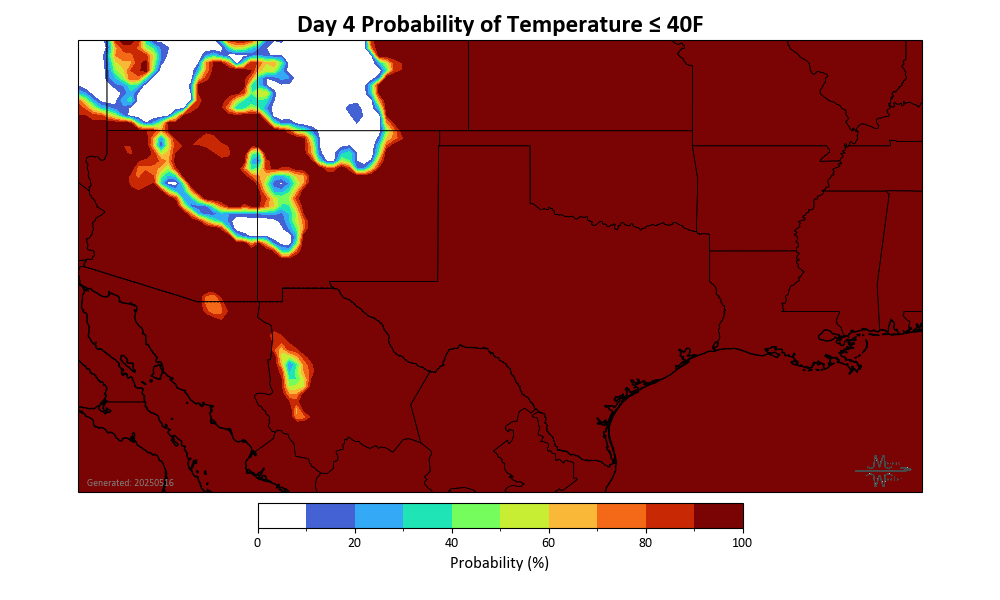 Day 4 Probability of Temperature ≤ 40F
Generated: 20250516
0 20 40 60 80 100
Probability (%)